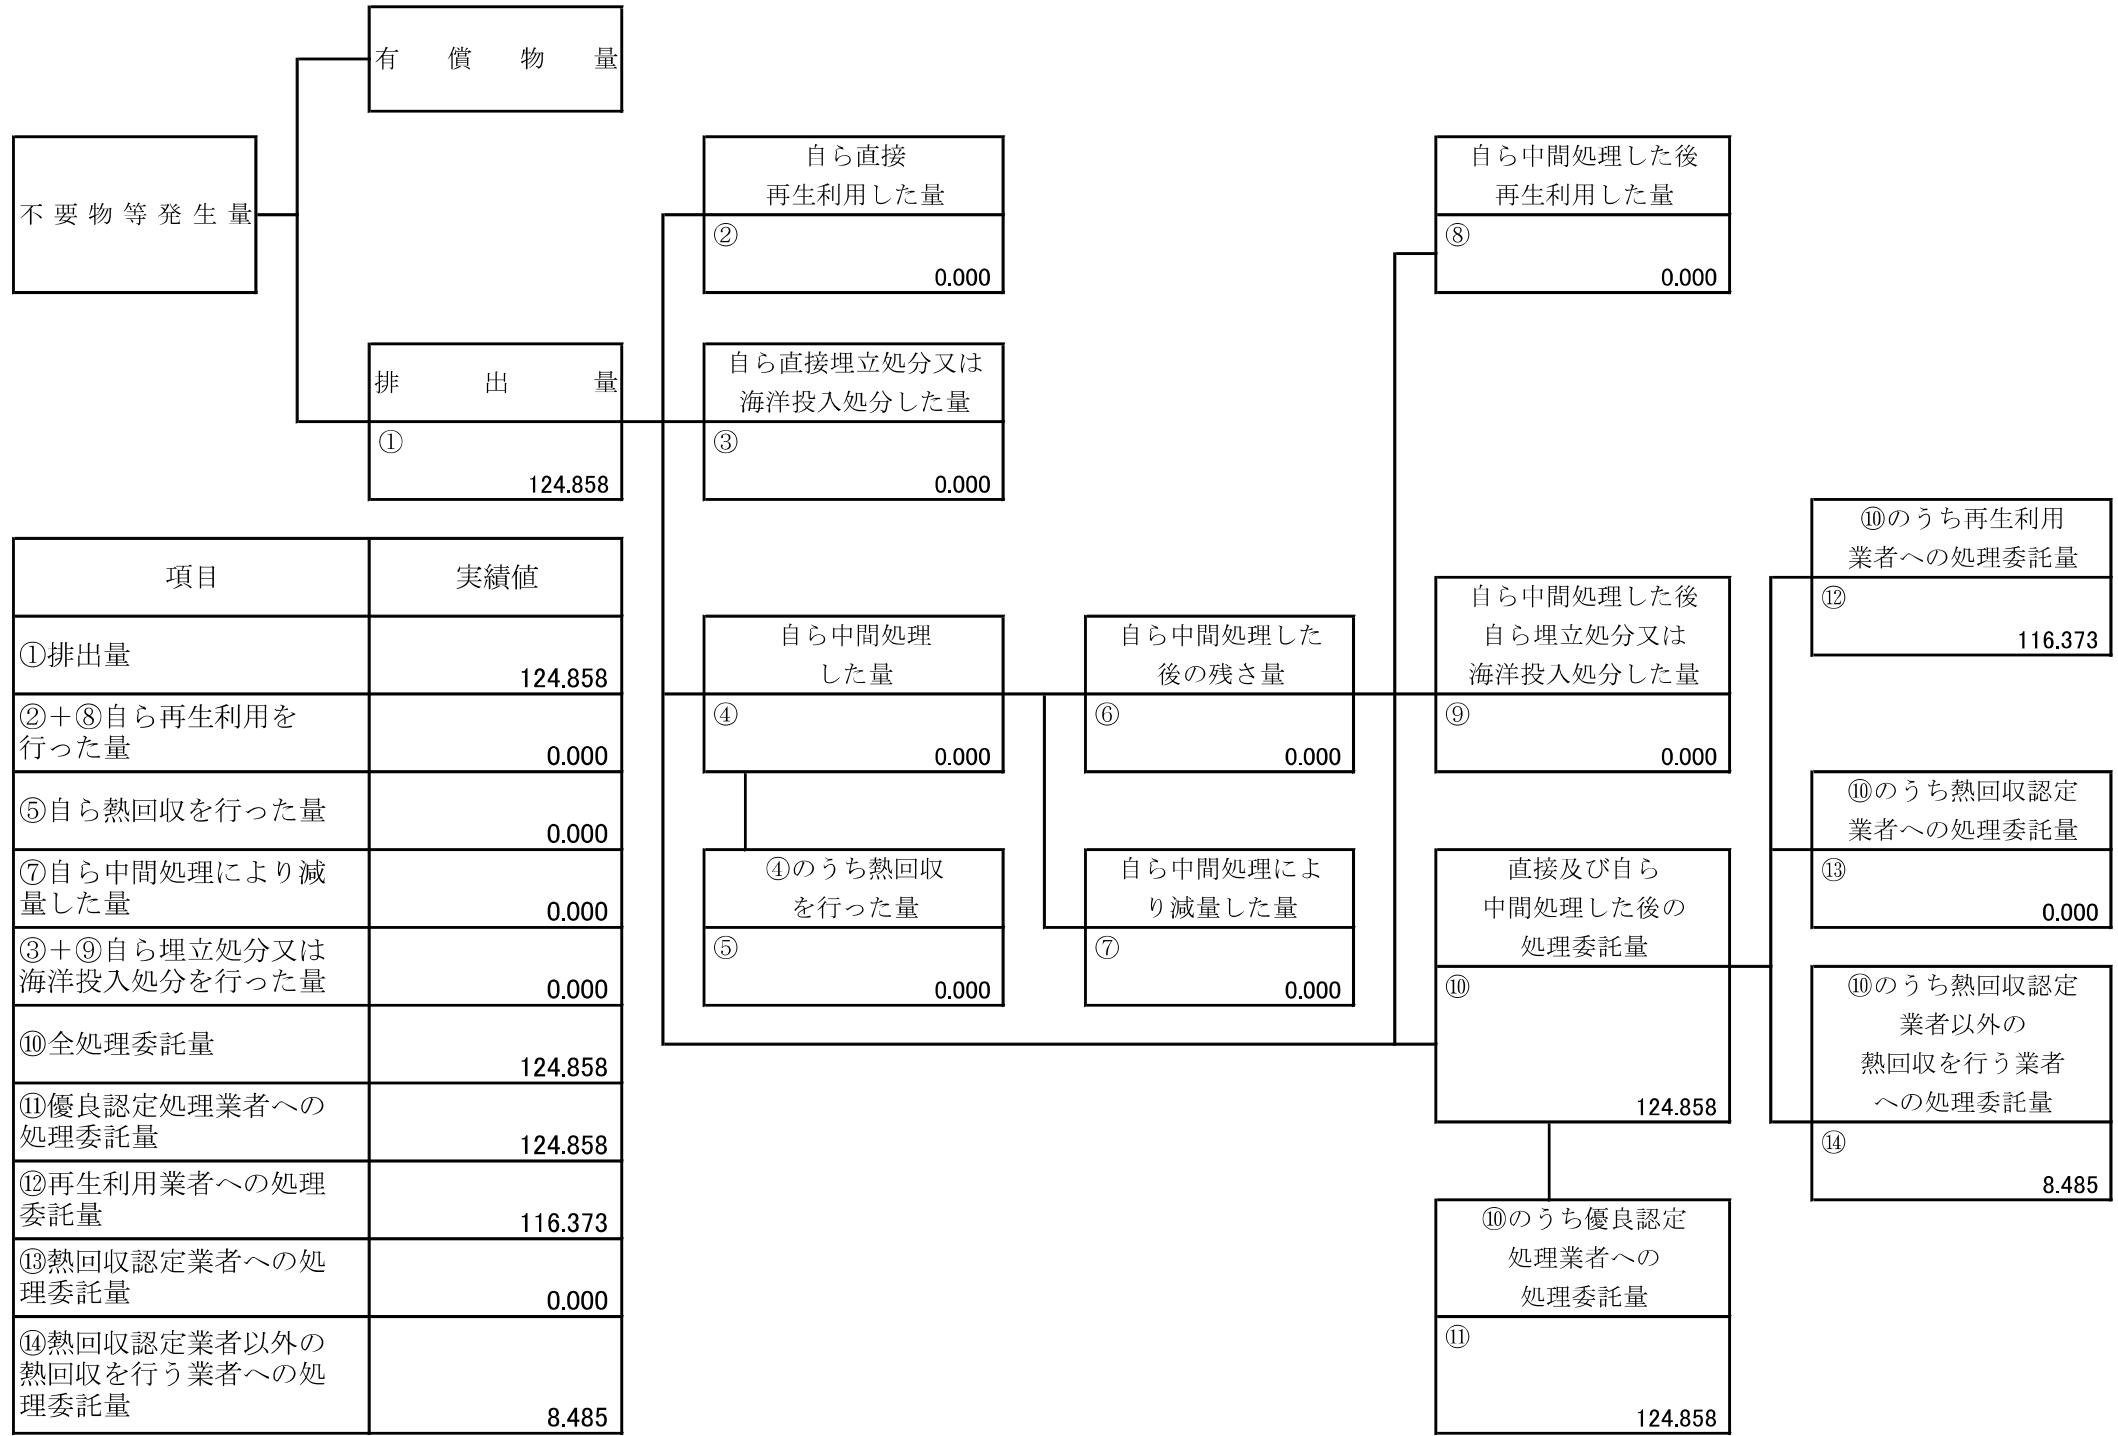 有償物量
不要物等発生量
排出量
①
124.858
自ら直接
再生利用した量
②
0.000
自ら直接埋立処分又は
海洋投入処分した量
③
0.000
自ら中間処理
した量
④
0.000
④のうち熱回収
を行った量
⑤
0.000
自ら中間処理した
後の残さ量
⑥
0.000
自ら中間処理によ
り減量した量
⑦
0.000
自ら中間処理した後
再生利用した量
⑧
0.000
自ら中間処理した後
自ら埋立処分又は
海洋投入処分した量
⑨
0.000
直接及び自ら
中間処理した後の
処理委託量
⑩
124.858
⑩のうち優良認定
処理業者への
処理委託量
⑪
124.858
⑩のうち再生利用
業者への処理委託量
⑫
116.373
⑩のうち熱回収認定
業者への処理委託量
⑬
0.000
⑩のうち熱回収認定
業者以外の
熱回収を行う業者
への処理委託量
⑭
8.485
項目 実績値
①排出量
124.858
②＋⑧自ら再生利用を
行った量
0.000
⑤自ら熱回収を行った量
0.000
⑦自ら中間処理により減
量した量
0.000
③＋⑨自ら埋立処分又は
海洋投入処分を行った量
0.000
⑩全処理委託量
124.858
⑪優良認定処理業者への
処理委託量
124.858
⑫再生利用業者への処理
委託量
116.373
⑬熱回収認定業者への処
理委託量
0.000
⑭熱回収認定業者以外の
熱回収を行う業者への処
理委託量
8.485